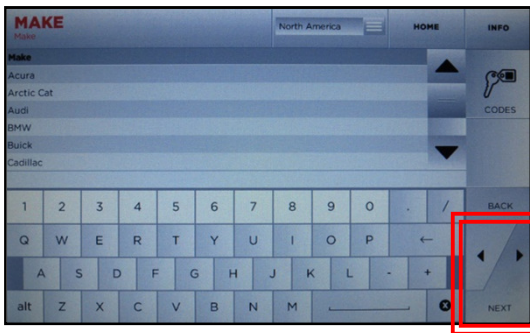 MAKE
Make
North America
HOME
INFO
Make
Acura
Arctic Cat
Audi
BMW
Buick
Cadillac
CODES
1 2 3 4 5 6 7 8 9 0 . /
Q W E R T Y U I O P ←
A S D F G H J K L - +
alt Z X C V B N M
BACK
NEXT